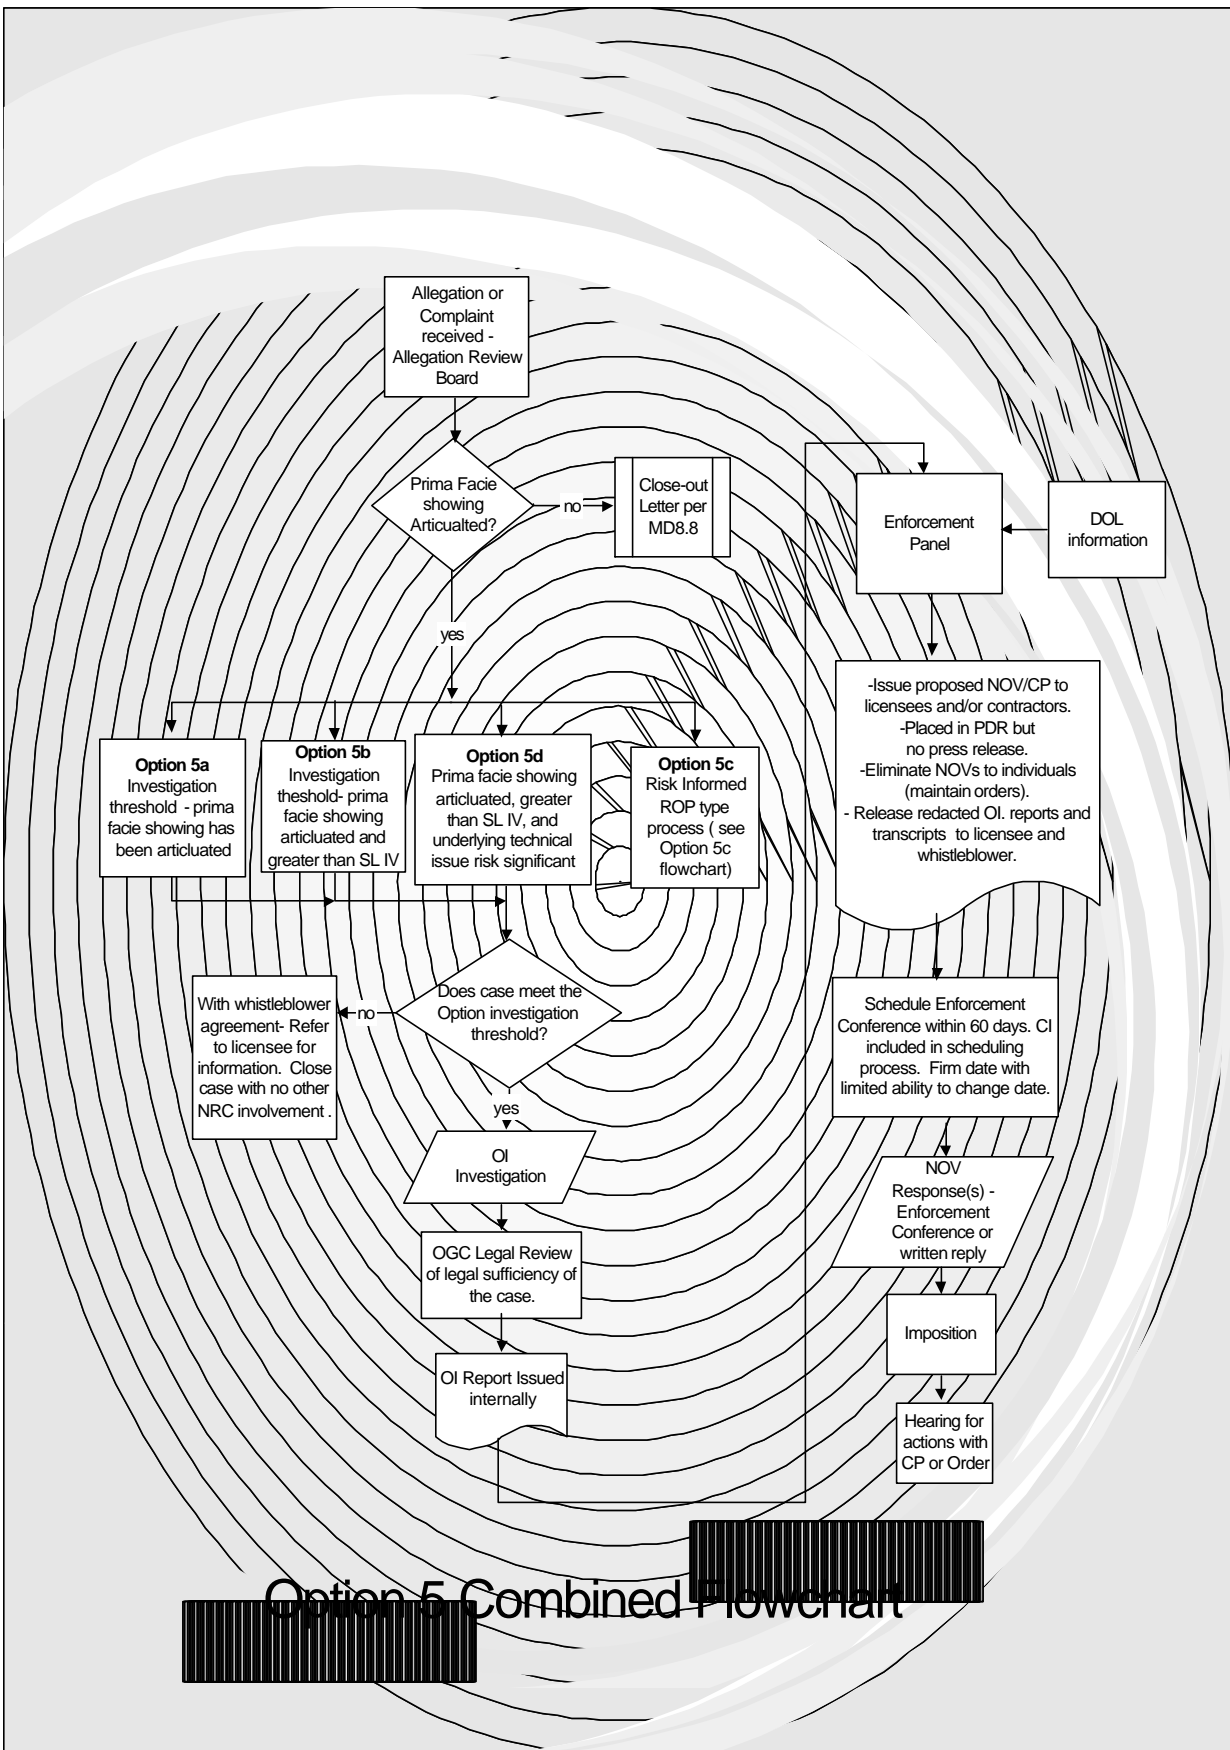 Allegation or
Complaint
received -
Allegation Review
Board
Prima Facie
showing
Articualted?
no
Close-out
Letter per
MD8.8
yes
Option 5a
Investigation
threshold - prima
facie showing has
been articluated
Option 5b
Investigation
theshold- prima
facie showing
articluated and
greater than SL IV
Option 5d
Prima facie showing
articluated, greater
than SL IV, and
underlying technical
issue risk significant
Option 5c
Risk Informed
ROP type
process ( see
Option 5c
flowchart)
Does case meet the
Option investigation
threshold?
no
With whistleblower
agreement- Refer
to licensee for
information. Close
case with no other
NRC involvement .
yes
OI
Investigation
OGC Legal Review
of legal sufficiency of
the case.
OI Report Issued
internally
Enforcement
Panel
DOL
information
-Issue proposed NOV/CP to
licensees and/or contractors.
-Placed in PDR but
no press release.
-Eliminate NOVs to individuals
(maintain orders).
- Release redacted OI. reports and
transcripts to licensee and
whistleblower.
Schedule Enforcement
Conference within 60 days. CI
included in scheduling
process. Firm date with
limited ability to change date.
NOV
Response(s) -
Enforcement
Conference or
written reply
Imposition
Hearing for
actions with
CP or Order
Option 5 Combined Flowchart